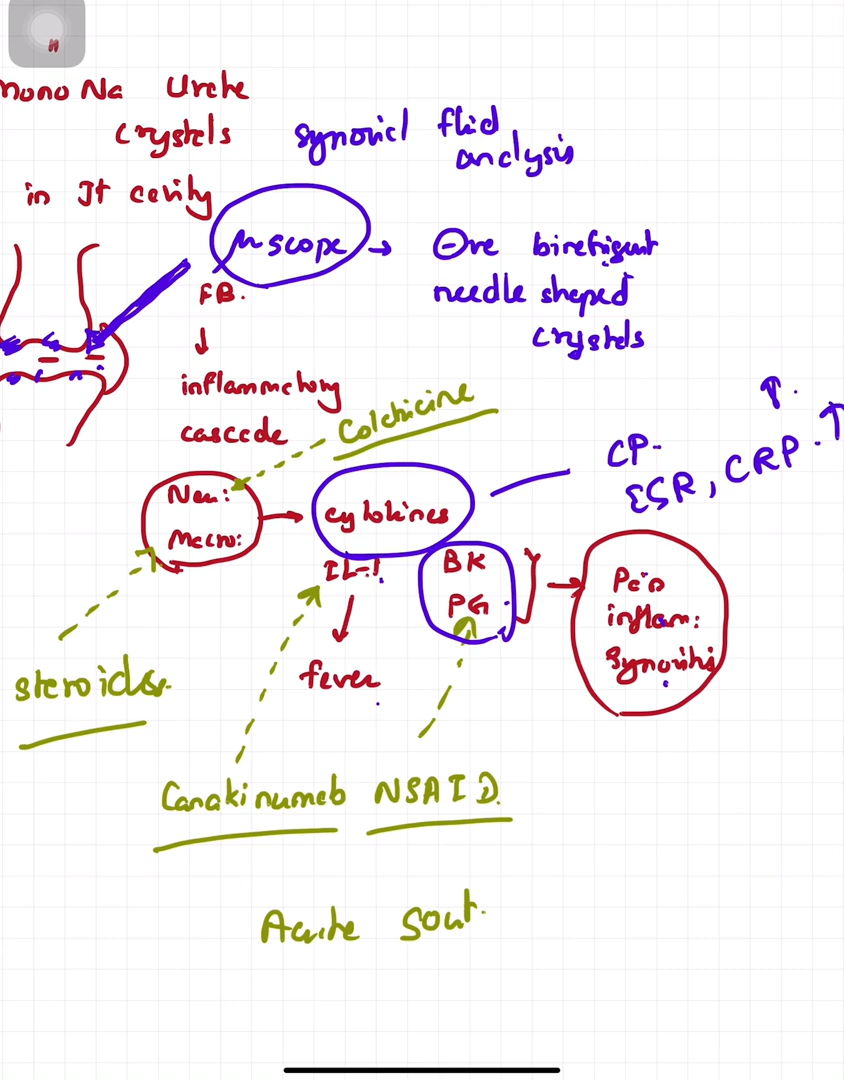 mono Na Urate
crystals
in Jt cavity
synovial fluid
analysis
μ scope → ⊖ve birefrigent
needle shaped
crystals
FB.
↓
inflammatory
cascade
Colchicine
CP- ↑.
ESR, CRP. ↑
Neu:
Macro:
→ cytokines
IL-1
BK
PG.
fever
→ Pain
inflam:
Synovitis
steroids
Canakinumab NSAID.
Acute Gout.